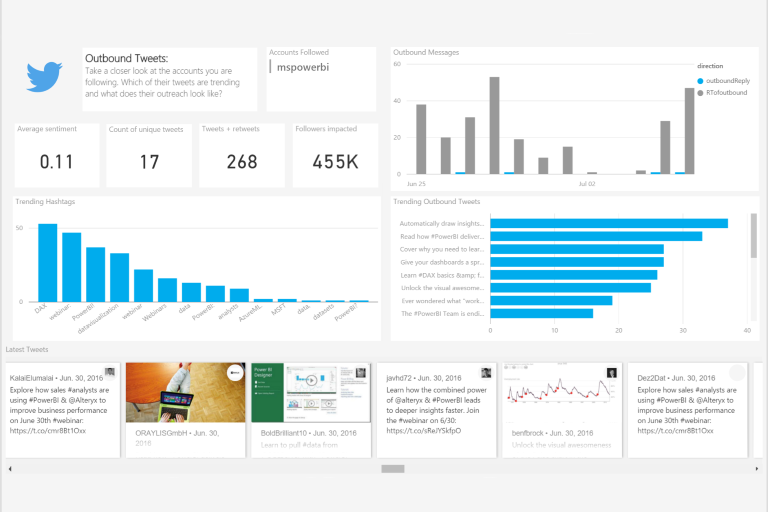 Outbound Tweets:
Take a closer look at the accounts you are
following. Which of their tweets are trending
and what does their outreach look like?
Accounts Followed
mspowerbi
Average sentiment
0.11
Count of unique tweets
17
Tweets + retweets
268
Followers impacted
455K
Outbound Messages
60
40
20
0
Jun 25
Jul 02
direction
outboundReply
RTofoutbound
Trending Hashtags
50
0
DAX
webinar:
PowerBI
datavisualization
webinar
Webinars
data
PowerBI:
analysts
AzureML
MSFT
data,
datasets
PowerBI?
Trending Outbound Tweets
Automatically draw insights...
Read how #PowerBI deliver...
Cover why you need to lear...
Give your dashboards a spr...
Learn #DAX basics &amp; f...
Unlock the visual awesome...
Ever wondered what "work...
The #PowerBI Team is endi...
0
10
20
30
40
Latest Tweets
KalaiElumalai • Jun. 30, 2016
Explore how sales #analysts are
using #PowerBI & @Alteryx to
improve business performance
on June 30th #webinar:
https://t.co/cmr8Bt1Oxx
ORAYLISGmbH • Jun. 30,
2016
Power BI
Designer
BoldBrilliant10 • Jun. 30, 2016
Learn to pull #data from
javhd72 • Jun. 30, 2016
Learn how the combined power
of @alteryx & #PowerBI leads
to deeper insights faster. Join
the #webinar on 6/30:
https://t.co/sReJYSkfpO
benfbrock • Jun. 30, 2016
Unlock the visual awesomeness
Dez2Dat • Jun. 30, 2016
Explore how sales #analysts are
using #PowerBI & @Alteryx to
improve business performance
on June 30th #webinar:
https://t.co/cmr8Bt1Oxx